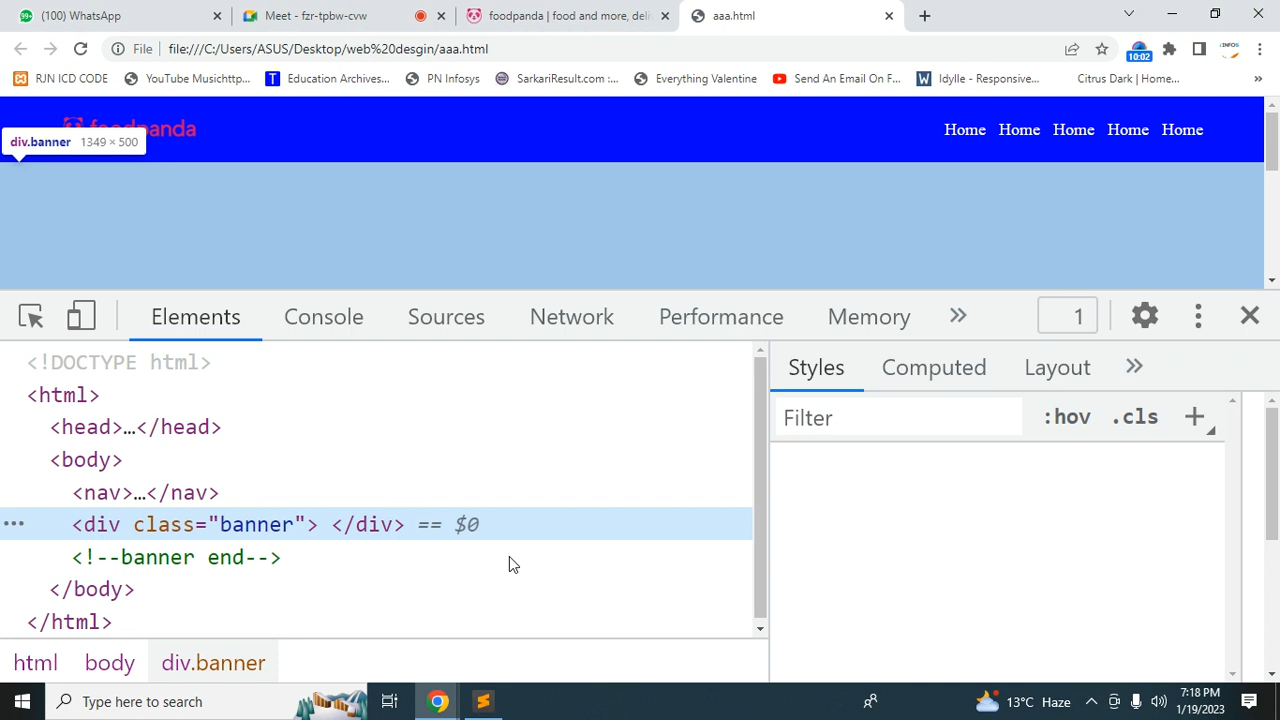 (100) WhatsApp
Meet - fzr-tpbw-cvw
foodpanda | food and more, deli
aaa.html
File
file:///C:/Users/ASUS/Desktop/web%20desgin/aaa.html
10:02
RJN ICD CODE
YouTube Musichttp...
Education Archives...
PN Infosys
SarkariResult.com :...
Everything Valentine
Send An Email On F...
Idylle - Responsive...
Citrus Dark | Home...
»
foodpanda
Home Home Home Home Home
div.banner 1349 × 500
Elements Console Sources Network Performance Memory » 1
<!DOCTYPE html>
<html>
<head>…</head>
<body>
<nav>…</nav>
<div class="banner"> </div> == $0
<!--banner end-->
</body>
</html>
html body div.banner
Styles Computed Layout »
Filter :hov .cls +
Type here to search
13°C Haze
7:18 PM
1/19/2023